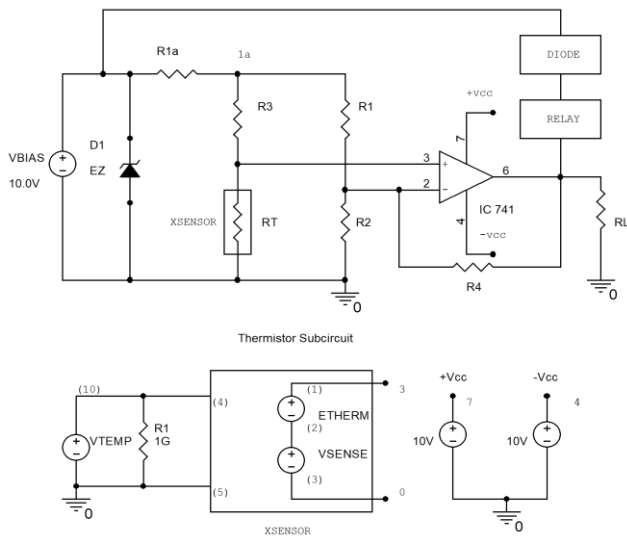 DIODE
R1a
1a
+vcc
R3
R1
RELAY
7
D1
VBIAS
EZ
3
+
6
10.0V
2
−
IC 741
XSENSOR
RT
R2
4
-vcc
RL
R4
0
0
Thermistor Subcircuit
(10)
(1)
3
+Vcc
-Vcc
(4)
7
4
ETHERM
R1
(2)
VTEMP
1G
10V
10V
VSENSE
(5)
(3)
0
0
0
XSENSOR